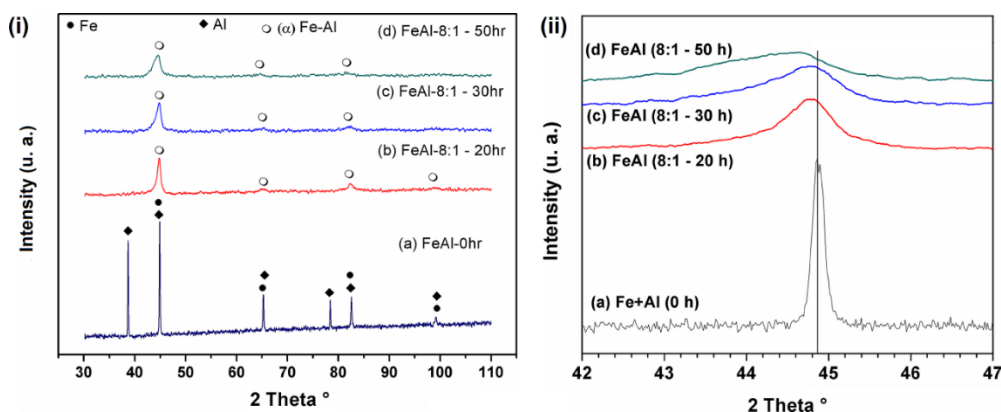 (i)
Fe
Al
(α) Fe-Al
(d) FeAl-8:1 - 50hr
(c) FeAl-8:1 - 30hr
(b) FeAl-8:1 - 20hr
(a) FeAl-0hr
Intensity (u. a.)
30 40 50 60 70 80 90 100 110
2 Theta °
(ii)
(d) FeAl (8:1 - 50 h)
(c) FeAl (8:1 - 30 h)
(b) FeAl (8:1 - 20 h)
(a) Fe+Al (0 h)
Intensity (u. a.)
42 43 44 45 46 47
2 Theta °